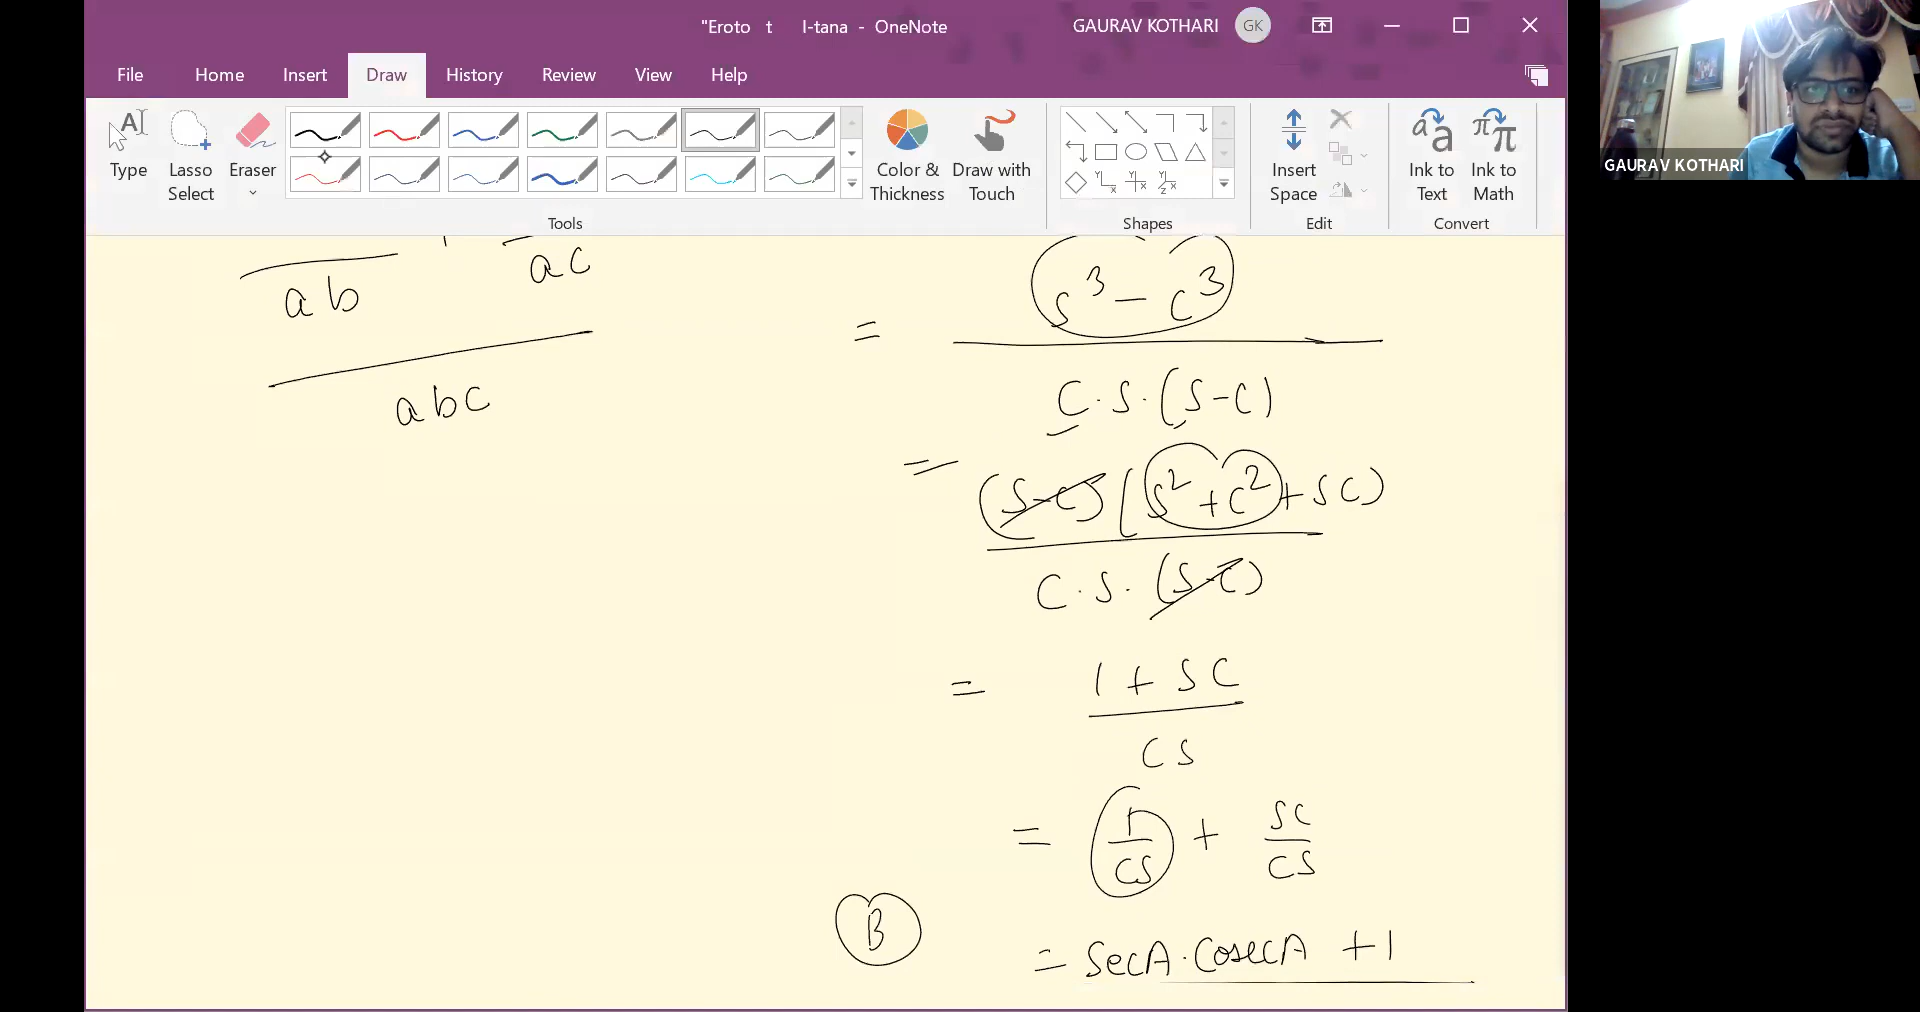 "Eroto t I-tana - OneNote
GAURAV KOTHARI
GK
File Home Insert Draw History Review View Help
Type
Lasso Select
Eraser
Color & Thickness
Draw with Touch
Insert Space
Ink to Text
Ink to Math
Tools
Shapes
Edit
Convert
GAURAV KOTHARI
ab
ac
abc
s³ - c³
=
c.s.(s-c)
=
(s-c)(s²+c²+sc)
c.s.(s-c)
= 1 + sc
cs
= 1/cs + sc/cs
B
= secA.cosecA + 1